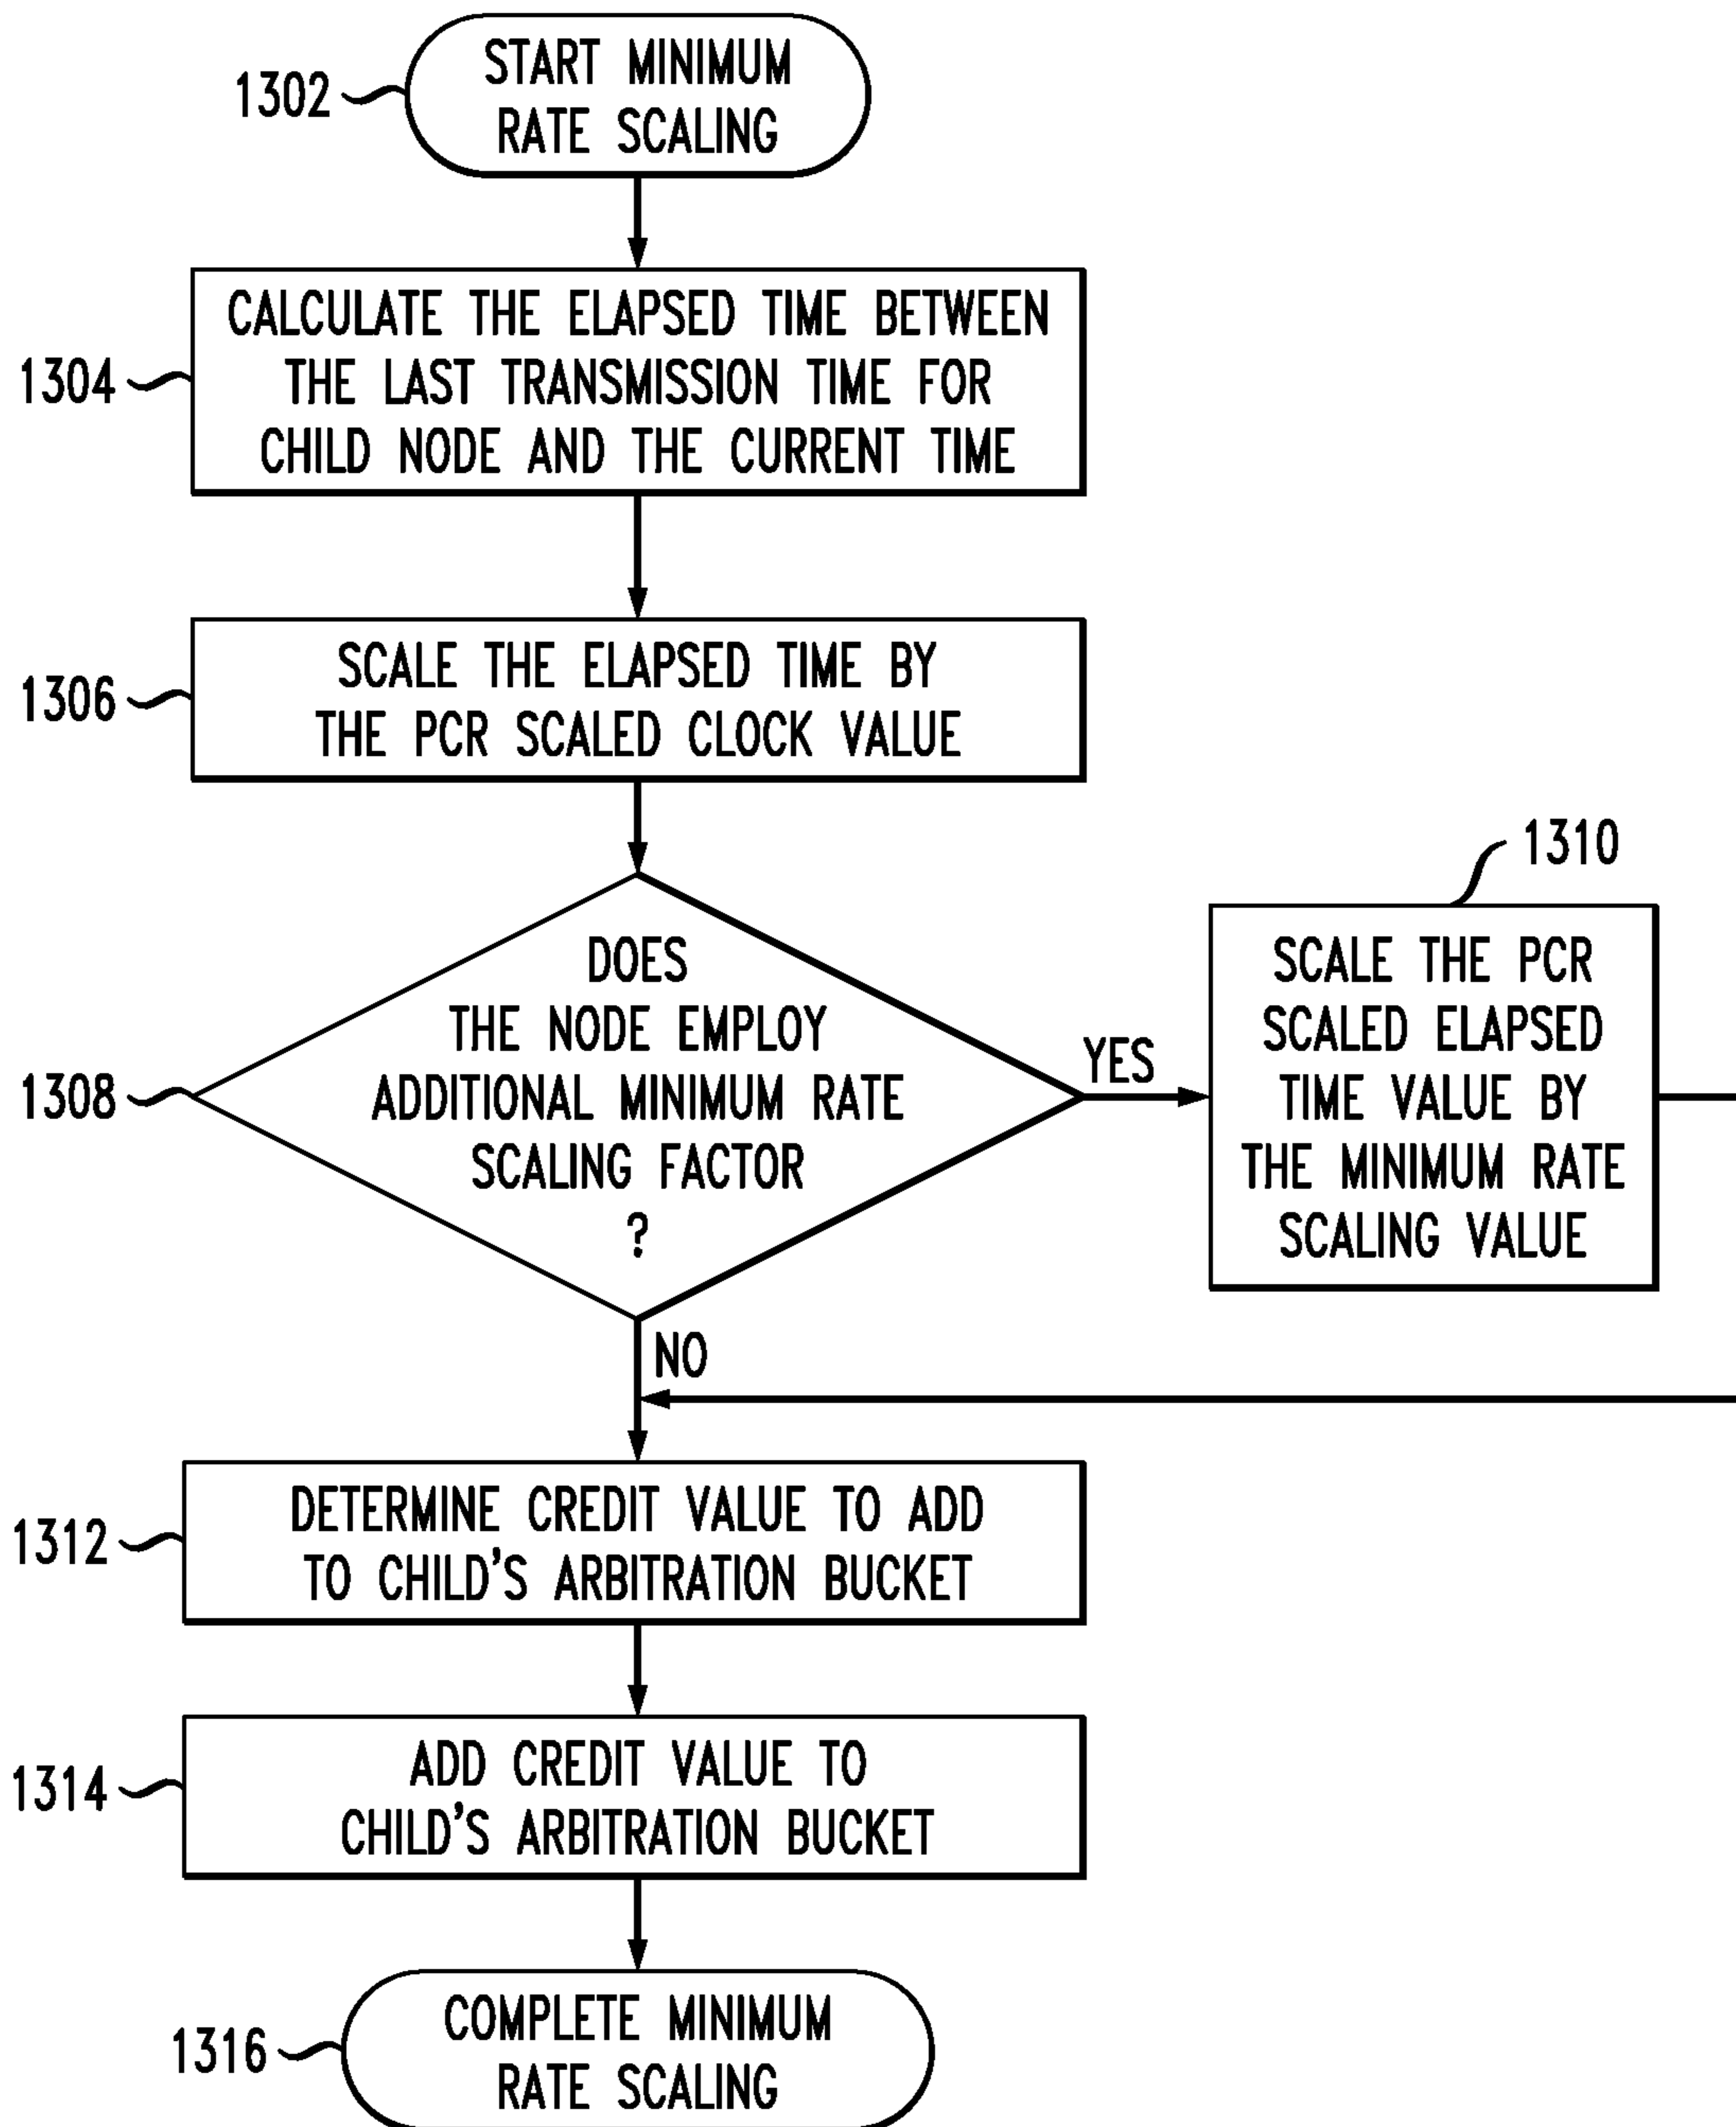 1302
START MINIMUM
RATE SCALING
1304
CALCULATE THE ELAPSED TIME BETWEEN
THE LAST TRANSMISSION TIME FOR
CHILD NODE AND THE CURRENT TIME
1306
SCALE THE ELAPSED TIME BY
THE PCR SCALED CLOCK VALUE
1308
DOES
THE NODE EMPLOY
ADDITIONAL MINIMUM RATE
SCALING FACTOR
?
YES
1310
SCALE THE PCR
SCALED ELAPSED
TIME VALUE BY
THE MINIMUM RATE
SCALING VALUE
NO
1312
DETERMINE CREDIT VALUE TO ADD
TO CHILD'S ARBITRATION BUCKET
1314
ADD CREDIT VALUE TO
CHILD'S ARBITRATION BUCKET
1316
COMPLETE MINIMUM
RATE SCALING